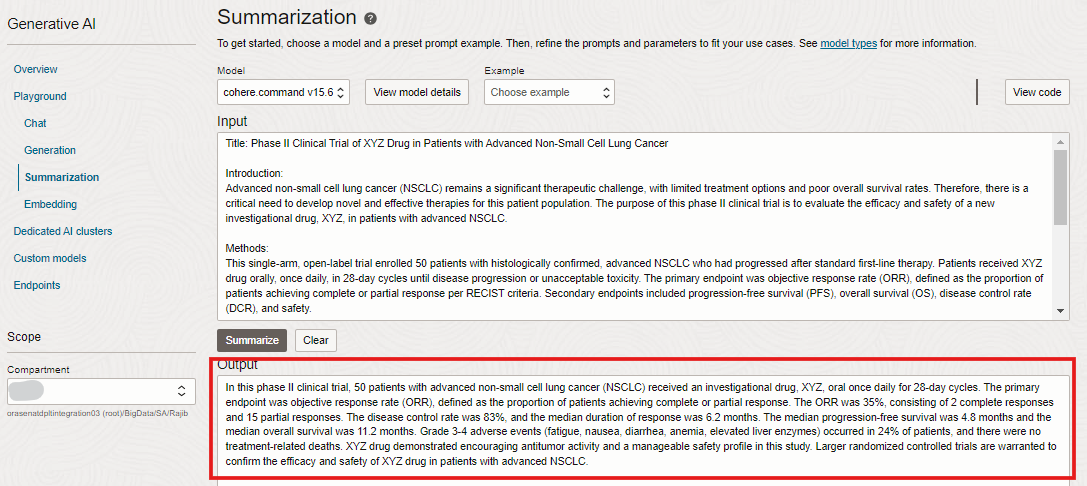 Generative AI
Overview
Playground
Chat
Generation
Summarization
Embedding
Dedicated AI clusters
Custom models
Endpoints
Scope
Compartment
orasenatdpltintegration03 (root)/BigData/SA/Rajib
Summarization ?
To get started, choose a model and a preset prompt example. Then, refine the prompts and parameters to fit your use cases. See model types for more information.
Model
cohere.command v15.6
View model details
Example
Choose example
View code
Input
Title: Phase II Clinical Trial of XYZ Drug in Patients with Advanced Non-Small Cell Lung Cancer
Introduction:
Advanced non-small cell lung cancer (NSCLC) remains a significant therapeutic challenge, with limited treatment options and poor overall survival rates. Therefore, there is a
critical need to develop novel and effective therapies for this patient population. The purpose of this phase II clinical trial is to evaluate the efficacy and safety of a new
investigational drug, XYZ, in patients with advanced NSCLC.
Methods:
This single-arm, open-label trial enrolled 50 patients with histologically confirmed, advanced NSCLC who had progressed after standard first-line therapy. Patients received XYZ
drug orally, once daily, in 28-day cycles until disease progression or unacceptable toxicity. The primary endpoint was objective response rate (ORR), defined as the proportion of
patients achieving complete or partial response per RECIST criteria. Secondary endpoints included progression-free survival (PFS), overall survival (OS), disease control rate
(DCR), and safety.
Summarize
Clear
Output
In this phase II clinical trial, 50 patients with advanced non-small cell lung cancer (NSCLC) received an investigational drug, XYZ, oral once daily for 28-day cycles. The primary
endpoint was objective response rate (ORR), defined as the proportion of patients achieving complete or partial response. The ORR was 35%, consisting of 2 complete responses
and 15 partial responses. The disease control rate was 83%, and the median duration of response was 6.2 months. The median progression-free survival was 4.8 months and the
median overall survival was 11.2 months. Grade 3-4 adverse events (fatigue, nausea, diarrhea, anemia, elevated liver enzymes) occurred in 24% of patients, and there were no
treatment-related deaths. XYZ drug demonstrated encouraging antitumor activity and a manageable safety profile in this study. Larger randomized controlled trials are warranted to
confirm the efficacy and safety of XYZ drug in patients with advanced NSCLC.